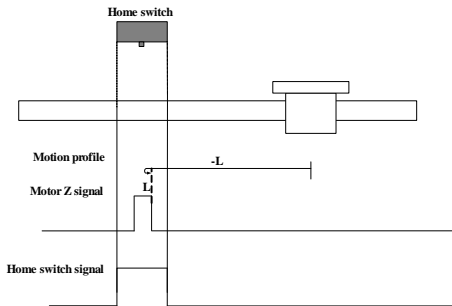 Home switch
Motion profile
-L
Motor Z signal
L
Home switch signal